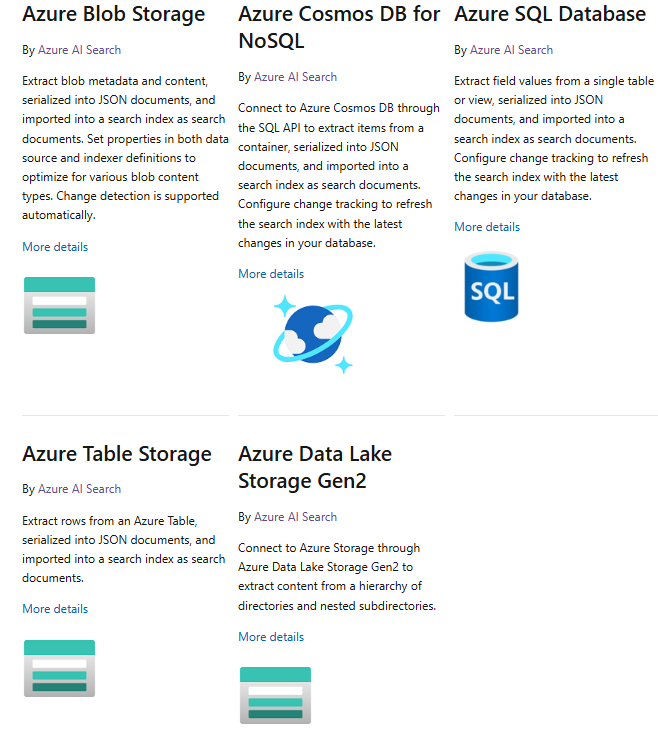 Azure Blob Storage
By Azure AI Search
Extract blob metadata and content,
serialized into JSON documents, and
imported into a search index as search
documents. Set properties in both data
source and indexer definitions to
optimize for various blob content
types. Change detection is supported
automatically.
More details
Azure Cosmos DB for
NoSQL
By Azure AI Search
Connect to Azure Cosmos DB through
the SQL API to extract items from a
container, serialized into JSON
documents, and imported into a
search index as search documents.
Configure change tracking to refresh
the search index with the latest
changes in your database.
More details
Azure SQL Database
By Azure AI Search
Extract field values from a single table
or view, serialized into JSON
documents, and imported into a
search index as search documents.
Configure change tracking to refresh
the search index with the latest
changes in your database.
More details
SQL
Azure Table Storage
By Azure AI Search
Extract rows from an Azure Table,
serialized into JSON documents, and
imported into a search index as search
documents.
More details
Azure Data Lake
Storage Gen2
By Azure AI Search
Connect to Azure Storage through
Azure Data Lake Storage Gen2 to
extract content from a hierarchy of
directories and nested subdirectories.
More details